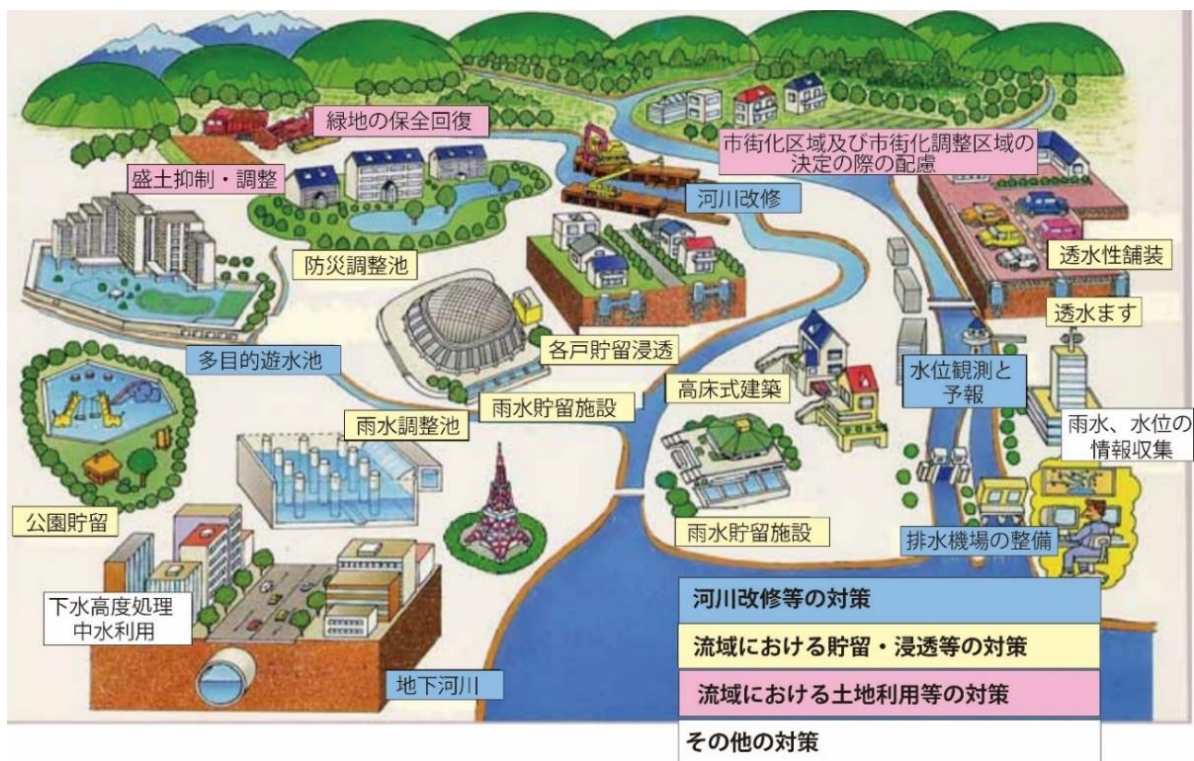 緑地の保全回復
市街化区域及び市街化調整区域の
決定の際の配慮
盛土抑制・調整
河川改修
防災調整池
透水性舗装
透水ます
多目的遊水池
各戸貯留浸透
水位観測と
予報
高床式建築
雨水貯留施設
雨水調整池
雨水、水位の
情報収集
公園貯留
雨水貯留施設
排水機場の整備
下水高度処理
中水利用
地下河川
河川改修等の対策
流域における貯留・浸透等の対策
流域における土地利用等の対策
その他の対策